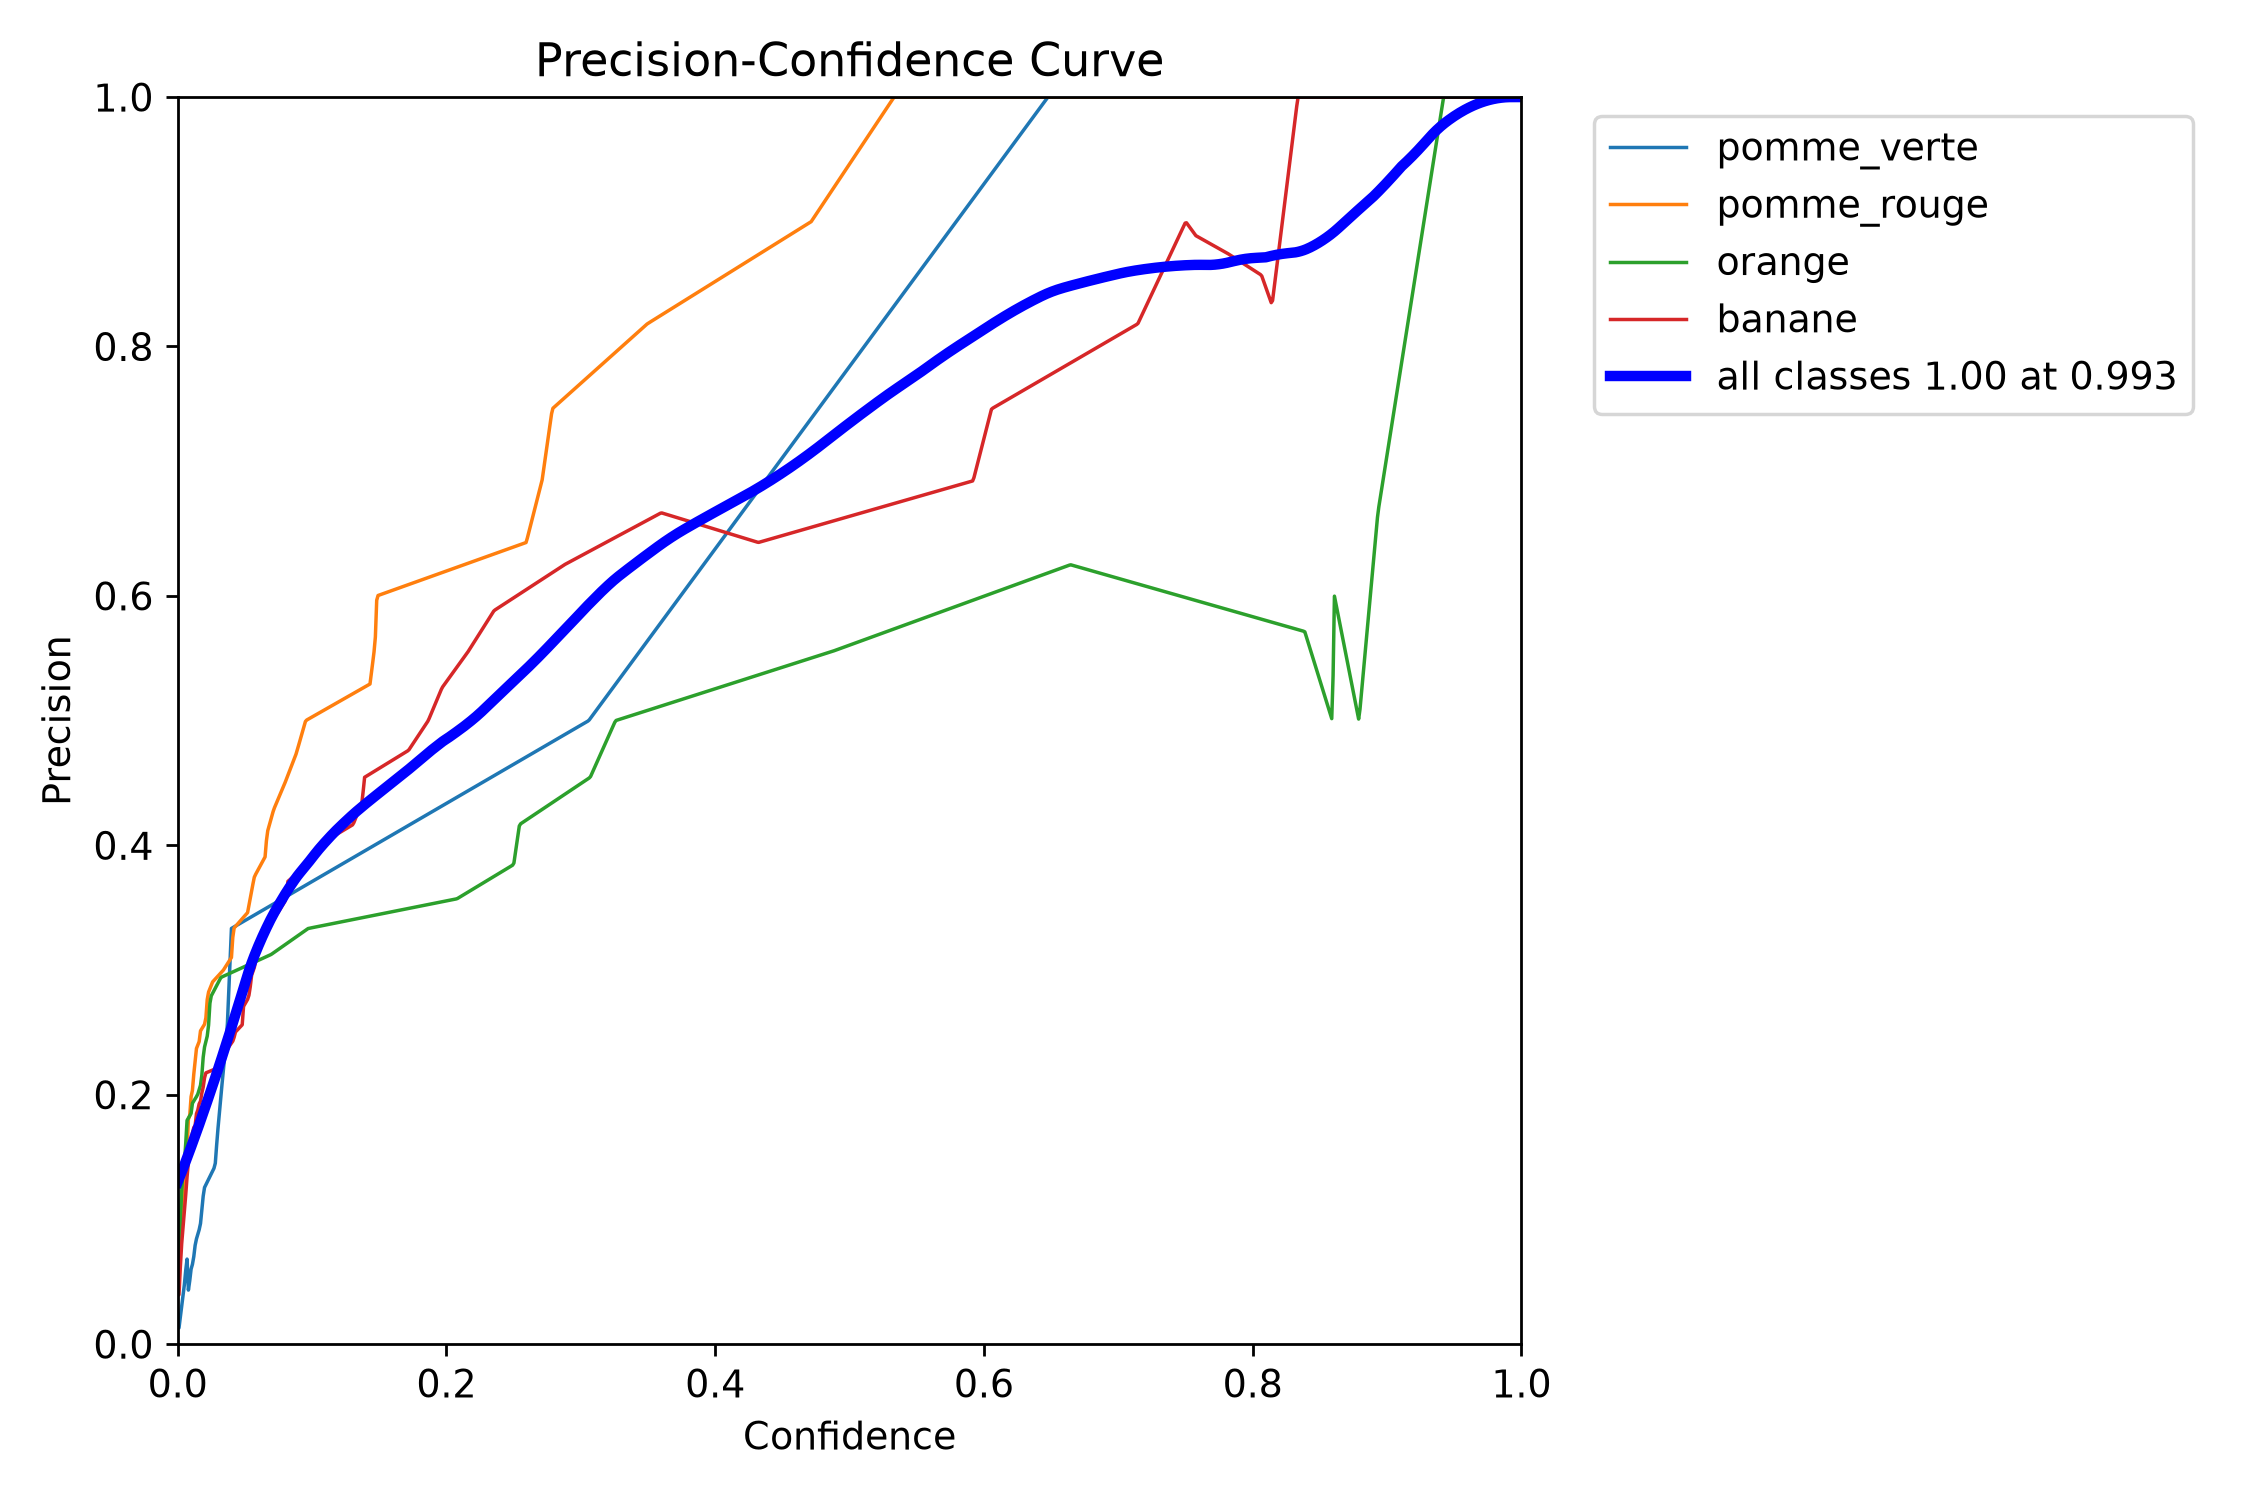 Precision-Confidence Curve
1.0
0.8
0.6
0.4
0.2
0.0
Precision
0.0 0.2 0.4 0.6 0.8 1.0
Confidence
pomme_verte
pomme_rouge
orange
banane
all classes 1.00 at 0.993